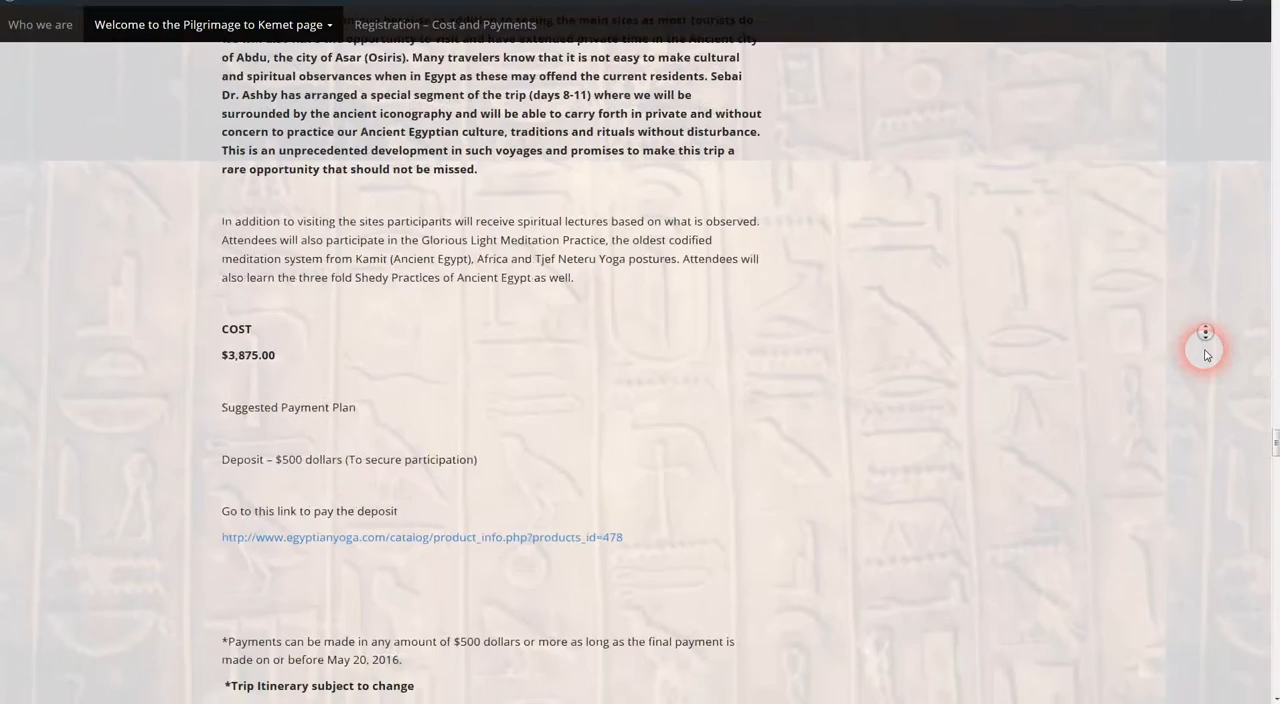 Who we are
Welcome to the Pilgrimage to Kemet page
Registration – Cost and Payments
the main sites as most tourists do
opportunity to visit and have extended private time in the Ancient city
of Abdu, the city of Asar (Osiris). Many travelers know that it is not easy to make cultural
and spiritual observances when in Egypt as these may offend the current residents. Sebai
Dr. Ashby has arranged a special segment of the trip (days 8-11) where we will be
surrounded by the ancient iconography and will be able to carry forth in private and without
concern to practice our Ancient Egyptian culture, traditions and rituals without disturbance.
This is an unprecedented development in such voyages and promises to make this trip a
rare opportunity that should not be missed.
In addition to visiting the sites participants will receive spiritual lectures based on what is observed.
Attendees will also participate in the Glorious Light Meditation Practice, the oldest codified
meditation system from Kamit (Ancient Egypt), Africa and Tjef Neteru Yoga postures. Attendees will
also learn the three fold Shedy Practices of Ancient Egypt as well.
COST
$3,875.00
Suggested Payment Plan
Deposit – $500 dollars (To secure participation)
Go to this link to pay the deposit
http://www.egyptianyoga.com/catalog/product_info.php?products_id=478
*Payments can be made in any amount of $500 dollars or more as long as the final payment is
made on or before May 20, 2016.
*Trip Itinerary subject to change